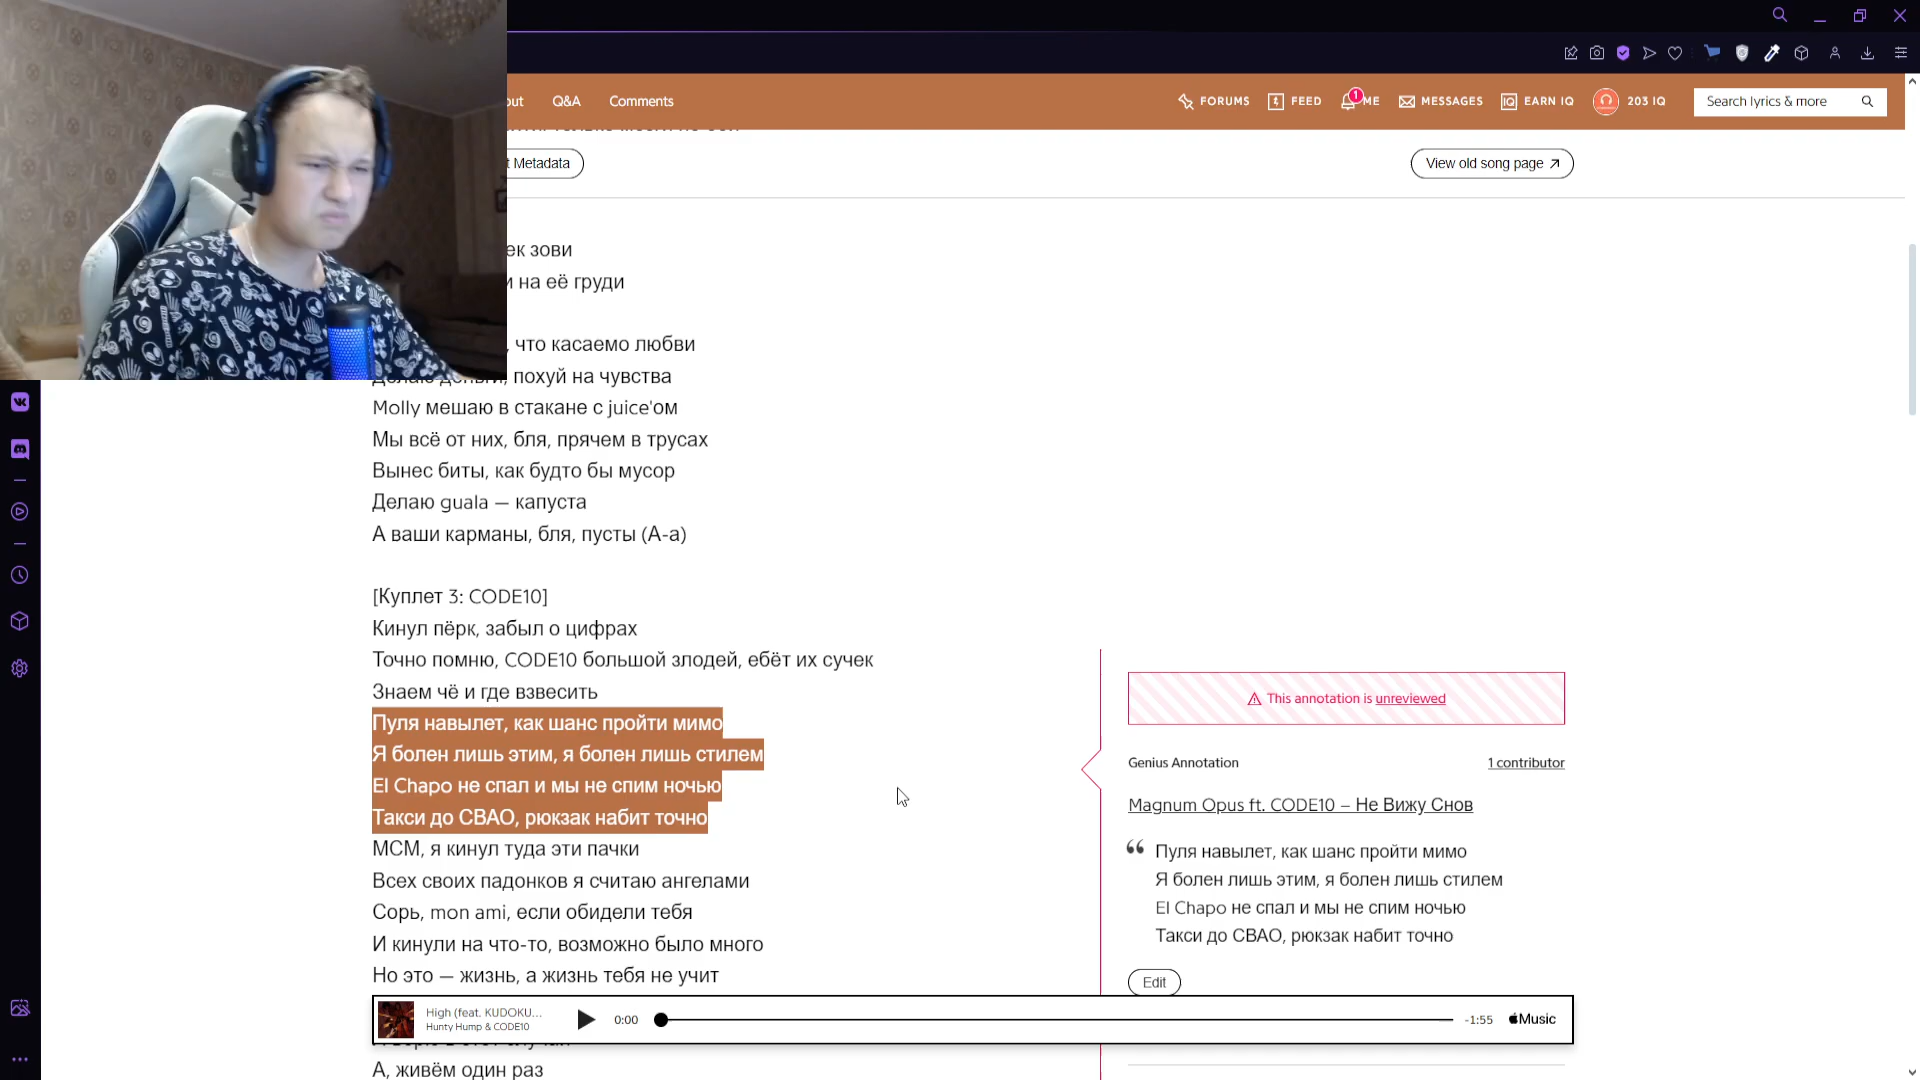 Q&A
Comments
FORUMS
FEED
1
ME
MESSAGES
EARN IQ
203 IQ
Search lyrics & more
Metadata
View old song page
зови
на её груди
что касаемо любви
Делаю деньги, похуй на чувства
Molly мешаю в стакане с juice'ом
Мы всё от них, бля, прячем в трусах
Вынес биты, как будто бы мусор
Делаю guala — капуста
А ваши карманы, бля, пусты (А-а)
[Куплет 3: CODE10]
Кинул пёрк, забыл о цифрах
Точно помню, CODE10 большой злодей, ебёт их сучек
Знаем чё и где взвесить
Пуля навылет, как шанс пройти мимо
Я болен лишь этим, я болен лишь стилем
El Chapo не спал и мы не спим ночью
Такси до СВАО, рюкзак набит точно
МСМ, я кинул туда эти пачки
Всех своих падонков я считаю ангелами
Сорь, mon ami, если обидели тебя
И кинули на что-то, возможно было много
Но это — жизнь, а жизнь тебя не учит
А, живём один раз
This annotation is unreviewed
Genius Annotation
1 contributor
Magnum Opus ft. CODE10 – Не Вижу Снов
“ Пуля навылет, как шанс пройти мимо
Я болен лишь этим, я болен лишь стилем
El Chapo не спал и мы не спим ночью
Такси до СВАО, рюкзак набит точно
Edit
High (feat. KUDOKU...
Hunty Hump & CODE10
0:00
-1:55
Music